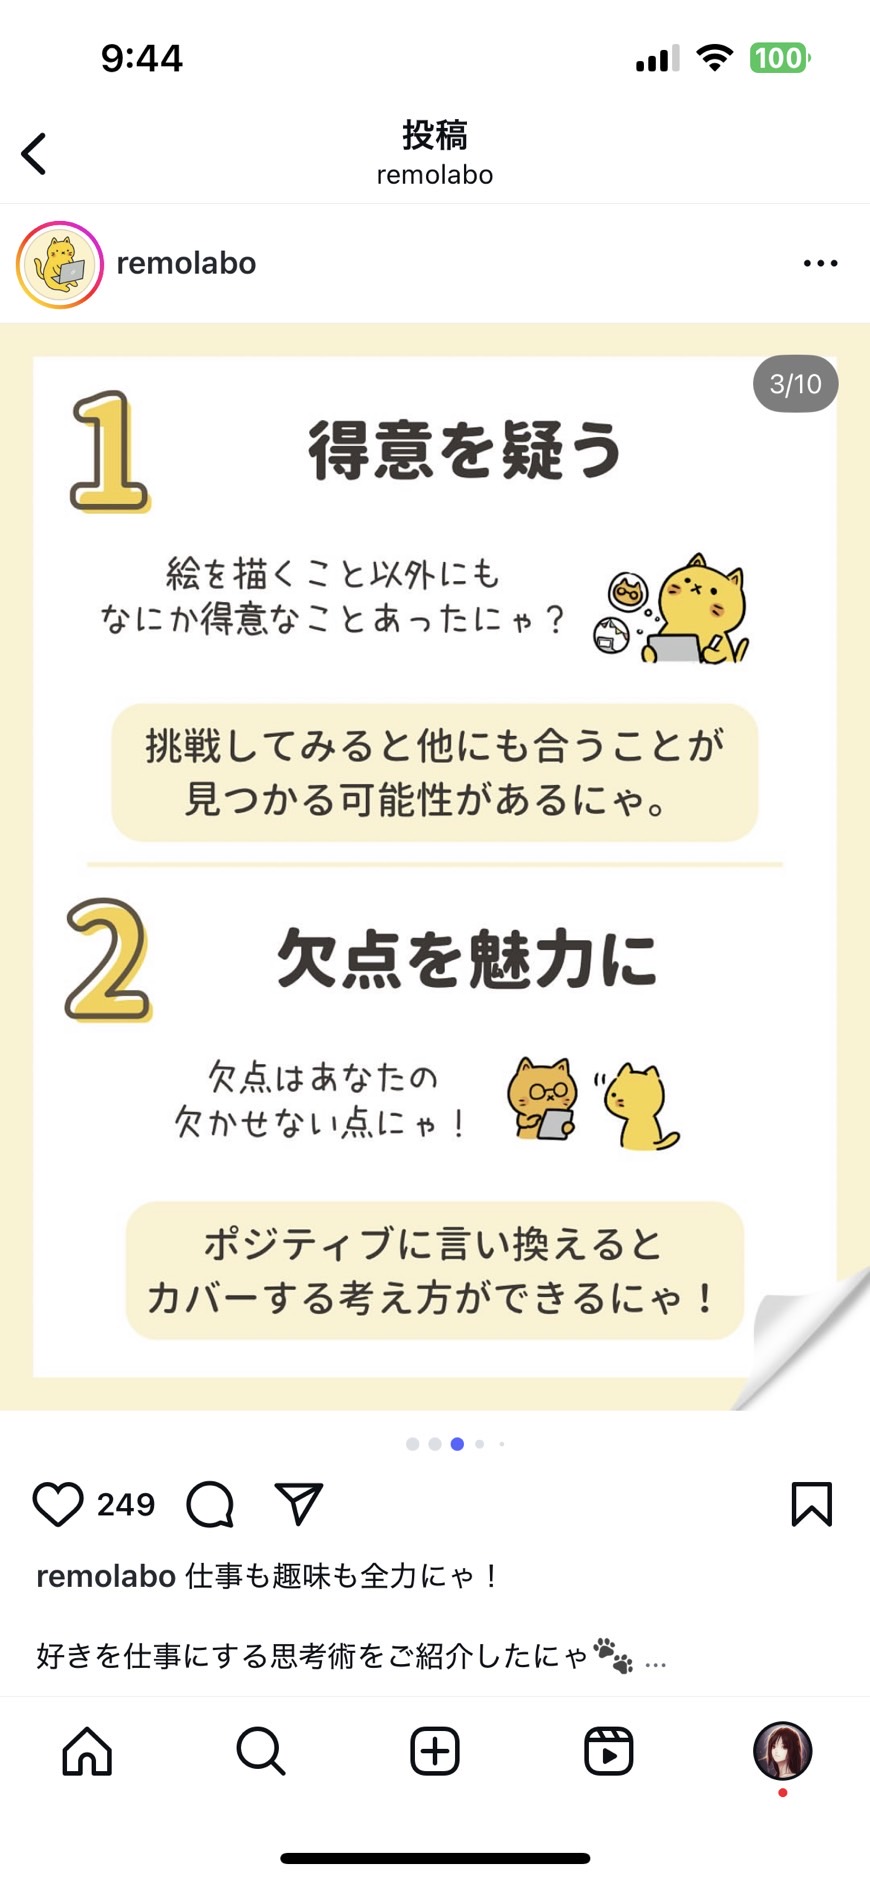 9:44
100
投稿
remolabo
remolabo
3/10
1
得意を疑う
絵を描くこと以外にも
なにか得意なことあったにゃ？
挑戦してみると他にも合うことが
見つかる可能性があるにゃ。
2
欠点を魅力に
欠点はあなたの
欠かせない点にゃ！
ポジティブに言い換えると
カバーする考え方ができるにゃ！
249
remolabo 仕事も趣味も全力にゃ！
好きを仕事にする思考術をご紹介したにゃ🐾 ...